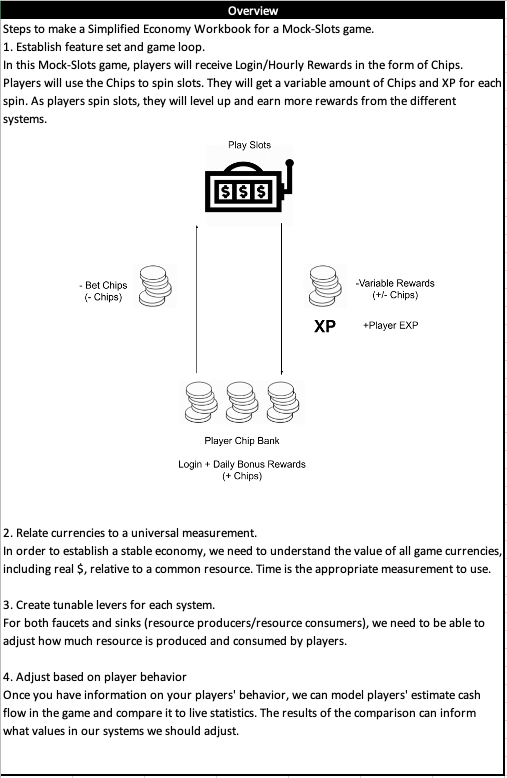 Overview
Steps to make a Simplified Economy Workbook for a Mock-Slots game.
1. Establish feature set and game loop.
In this Mock-Slots game, players will receive Login/Hourly Rewards in the form of Chips.
Players will use the Chips to spin slots. They will get a variable amount of Chips and XP for each
spin. As players spin slots, they will level up and earn more rewards from the different
systems.
Play Slots
$ $ $
- Bet Chips
(- Chips)
-Variable Rewards
(+/- Chips)
XP
+Player EXP
Player Chip Bank
Login + Daily Bonus Rewards
(+ Chips)
2. Relate currencies to a universal measurement.
In order to establish a stable economy, we need to understand the value of all game currencies,
including real $, relative to a common resource. Time is the appropriate measurement to use.
3. Create tunable levers for each system.
For both faucets and sinks (resource producers/resource consumers), we need to be able to
adjust how much resource is produced and consumed by players.
4. Adjust based on player behavior
Once you have information on your players' behavior, we can model players' estimate cash
flow in the game and compare it to live statistics. The results of the comparison can inform
what values in our systems we should adjust.